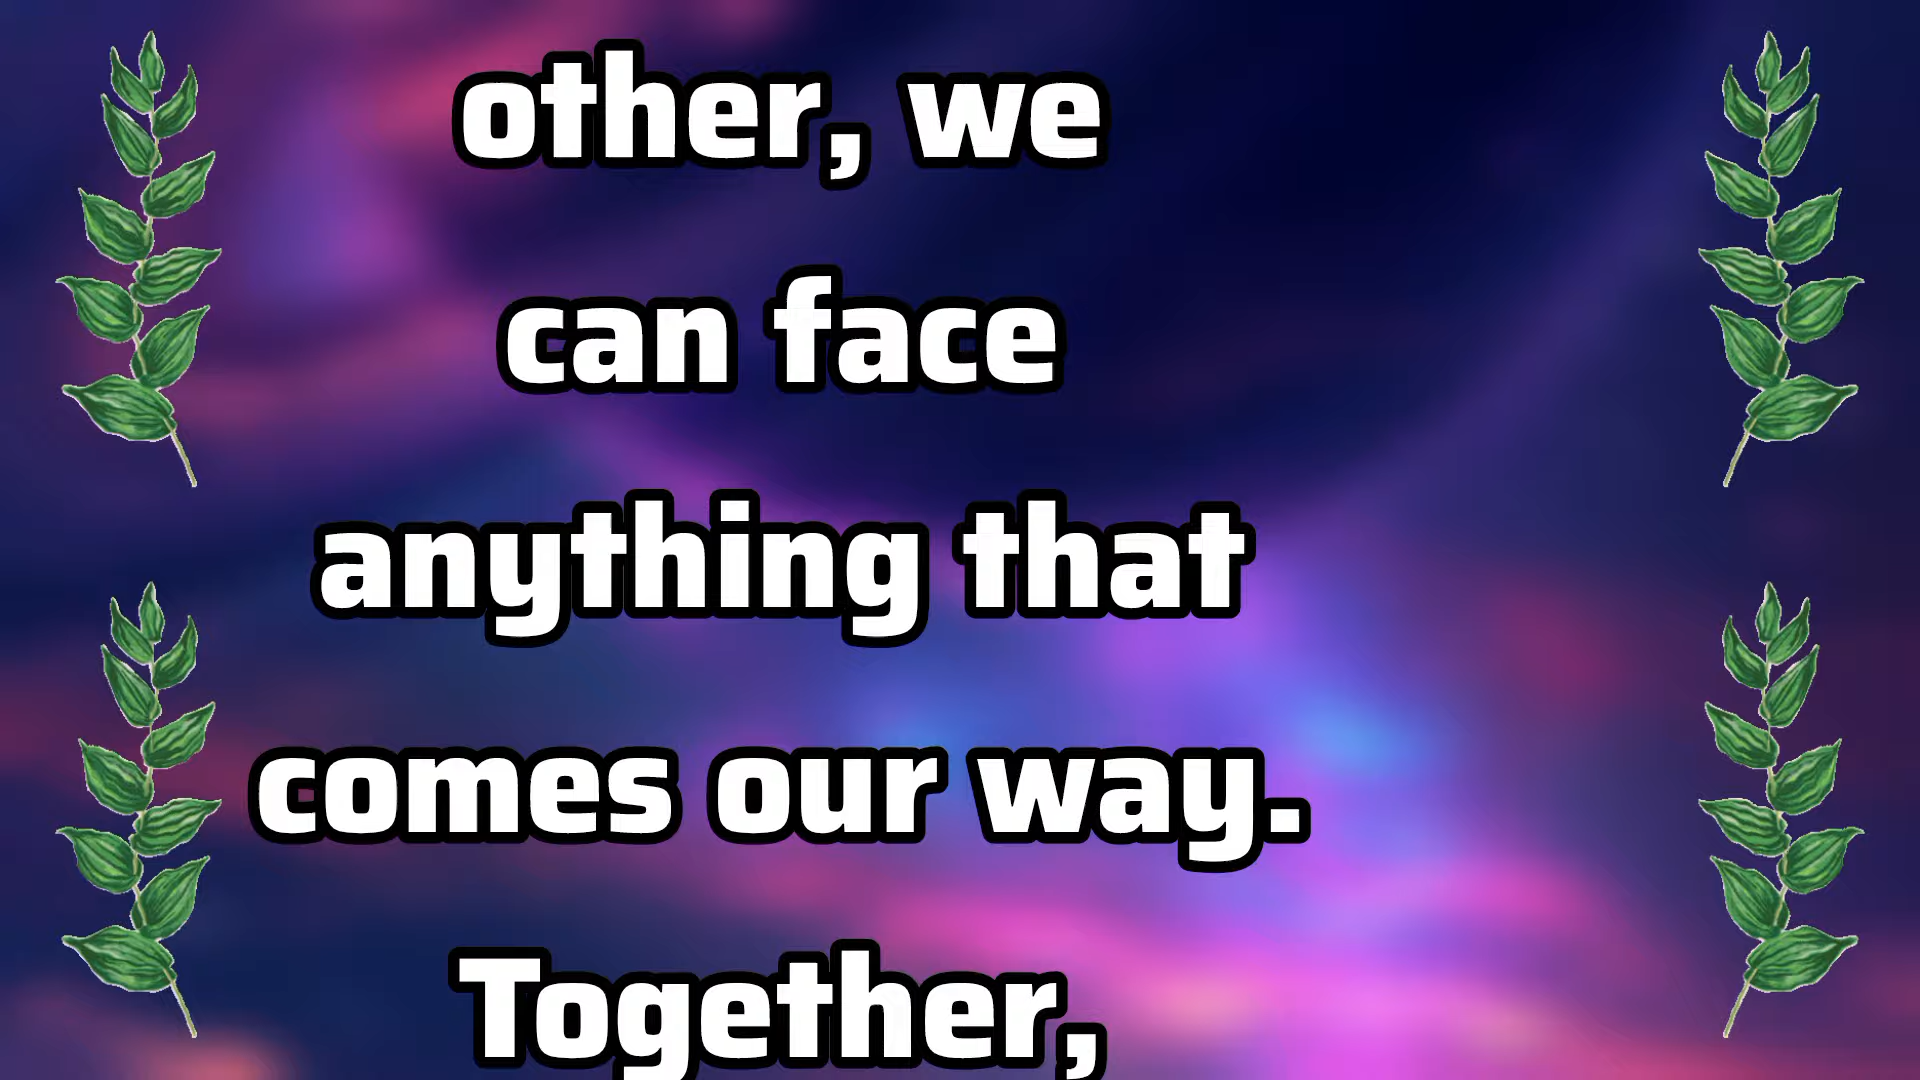 other, we
can face
anything that
comes our way.
Together,